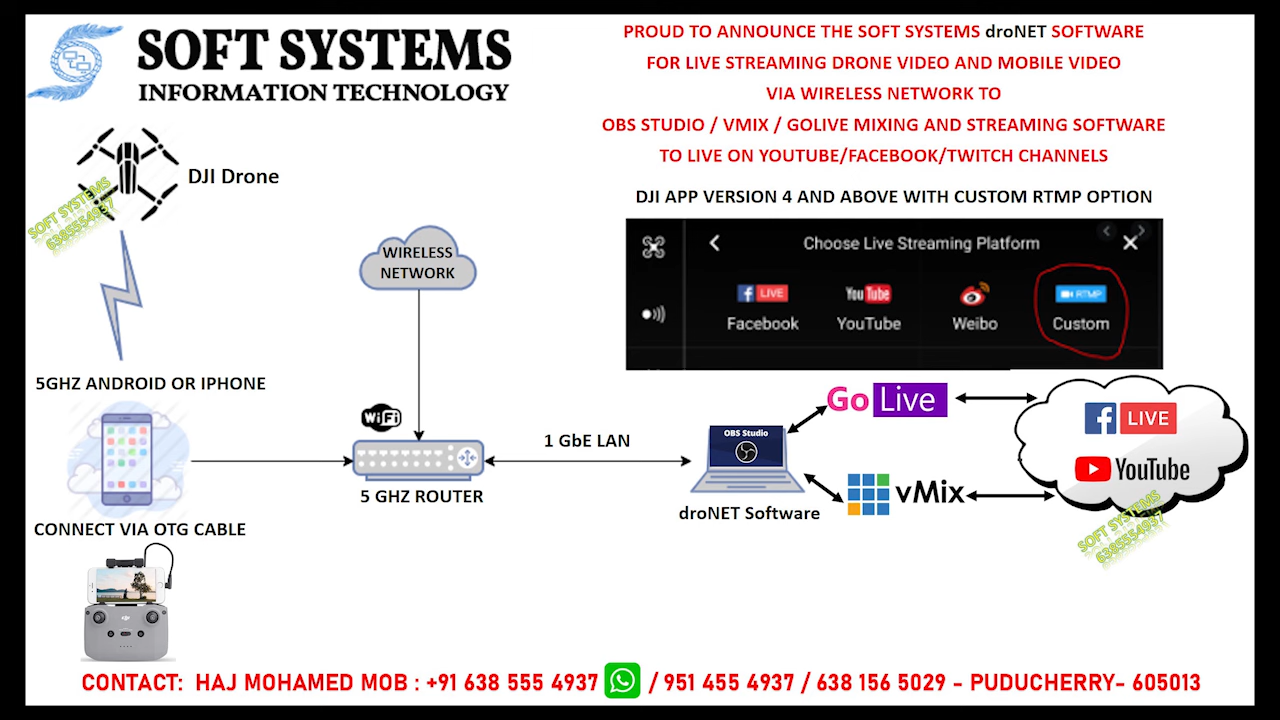 SOFT SYSTEMS
INFORMATION TECHNOLOGY
PROUD TO ANNOUNCE THE SOFT SYSTEMS droNET SOFTWARE
FOR LIVE STREAMING DRONE VIDEO AND MOBILE VIDEO
VIA WIRELESS NETWORK TO
OBS STUDIO / VMIX / GOLIVE MIXING AND STREAMING SOFTWARE
TO LIVE ON YOUTUBE/FACEBOOK/TWITCH CHANNELS
DJI APP VERSION 4 AND ABOVE WITH CUSTOM RTMP OPTION
DJI Drone
SOFT SYSTEMS
6385554937
WIRELESS
NETWORK
Choose Live Streaming Platform
f LIVE
YouTube
RTMP
Facebook
YouTube
Weibo
Custom
5GHZ ANDROID OR IPHONE
WiFi
1 GbE LAN
5 GHZ ROUTER
OBS Studio
droNET Software
Go Live
vMix
f LIVE
YouTube
SOFT SYSTEMS
6385554937
CONNECT VIA OTG CABLE
CONTACT: HAJ MOHAMED MOB : +91 638 555 4937 / 951 455 4937 / 638 156 5029 - PUDUCHERRY- 605013